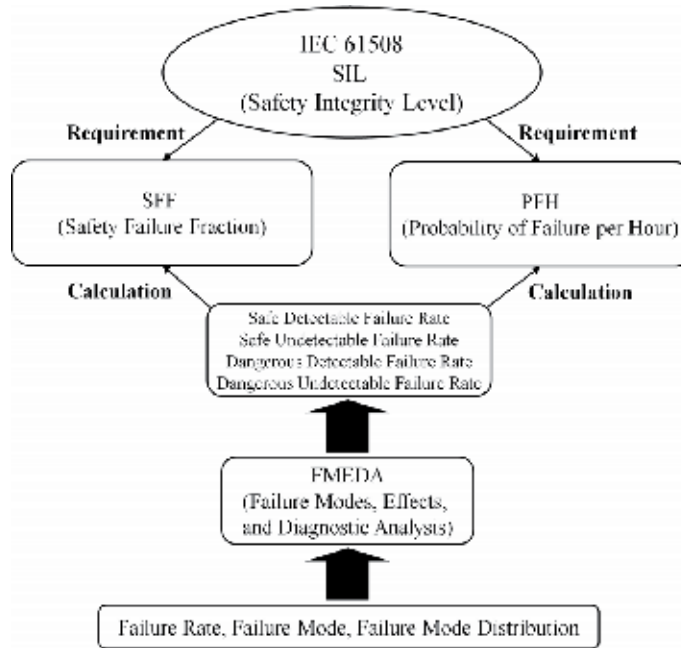 IEC 61508
SIL
(Safety Integrity Level)
Requirement
Requirement
SFF
(Safety Failure Fraction)
PFH
(Probability of Failure per Hour)
Calculation
Calculation
Safe Detectable Failure Rate
Safe Undetectable Failure Rate
Dangerous Detectable Failure Rate
Dangerous Undetectable Failure Rate
FMEDA
(Failure Modes, Effects,
and Diagnostic Analysis)
Failure Rate, Failure Mode, Failure Mode Distribution